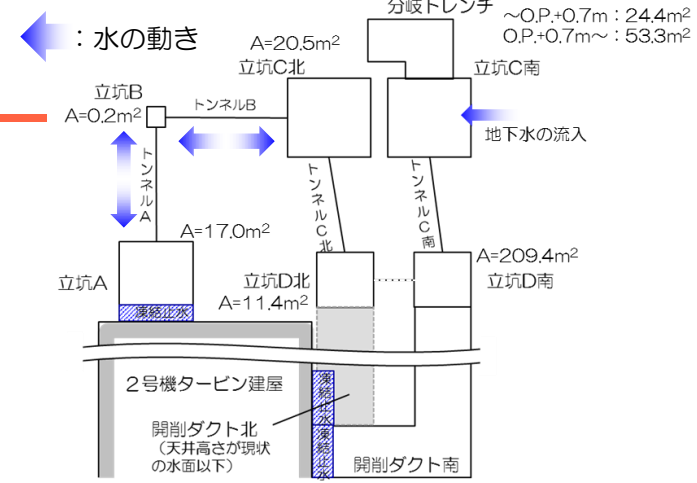 分岐トレンチ
～O.P.+0.7m：24.4m²
O.P.+0.7m～：53.3m²
：水の動き
A=20.5m²
立坑C北
立坑C南
立坑B
A=0.2m²
トンネルB
地下水の流入
トンネルA
トンネルC北
トンネルC南
A=17.0m²
A=209.4m²
立坑A
立坑D北
立坑D南
A=11.4m²
凍結止水
2号機タービン建屋
凍結止水
開削ダクト北
（天井高さが現状
の水面以下）
凍結止水
開削ダクト南